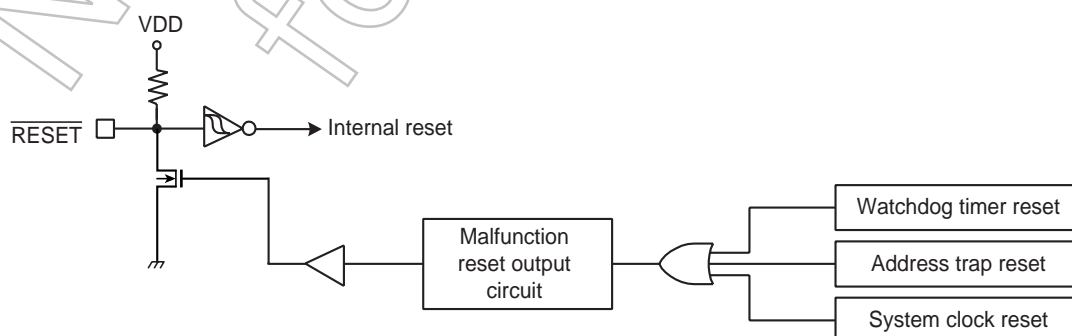 VDD
RESET
Internal reset
Malfunction
reset output
circuit
Watchdog timer reset
Address trap reset
System clock reset